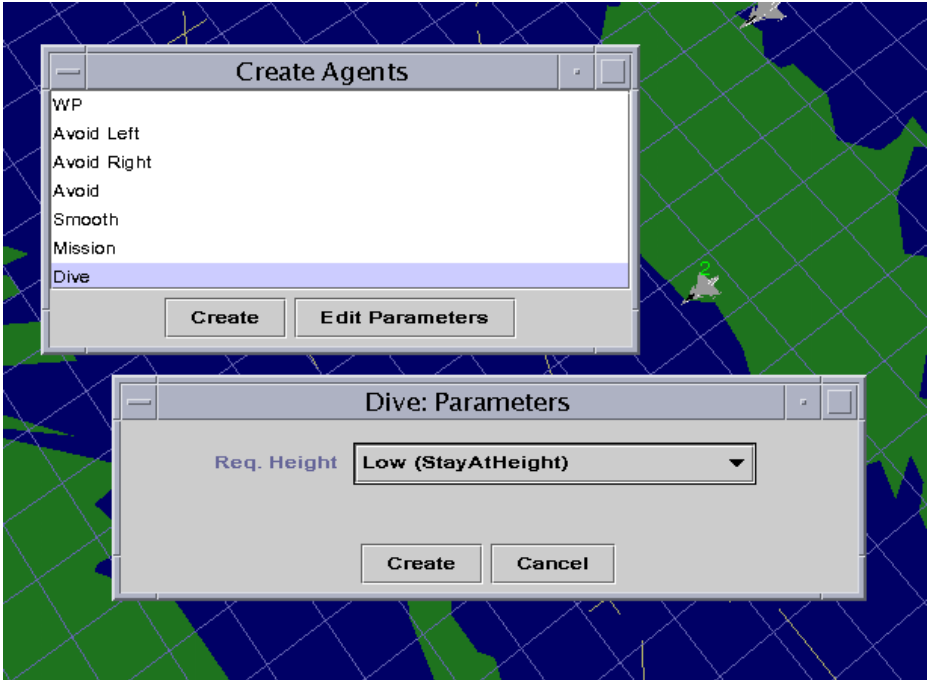 Create Agents
WP
Avoid Left
Avoid Right
Avoid
Smooth
Mission
Dive
Create Edit Parameters
2
Dive: Parameters
Req. Height Low (StayAtHeight)
Create Cancel